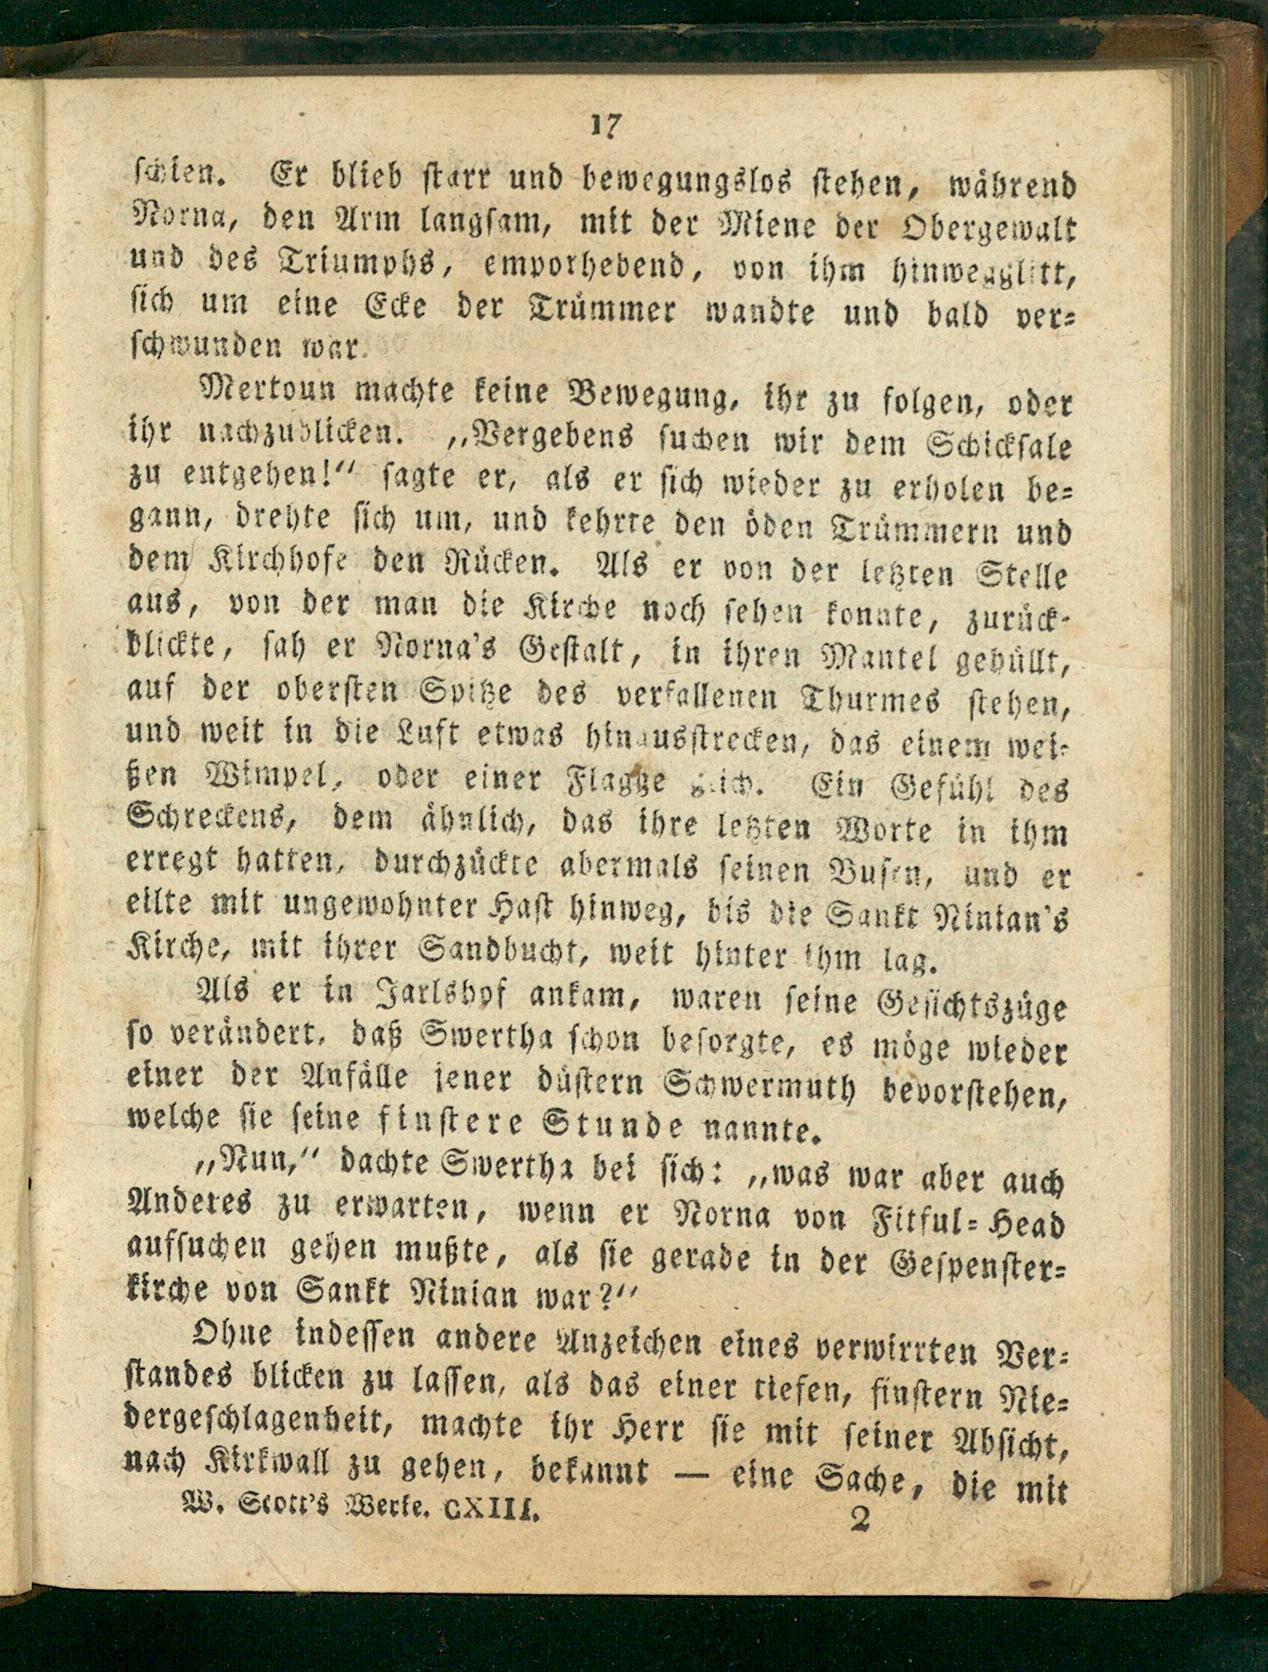 17
schien. Er blieb starr und bewegungslos stehen, während
Norna, den Arm langsam, mit der Miene der Obergewalt
und des Triumphs, emporhebend, von ihm hinwegglitt,
sich um eine Ecke der Trümmer wandte und bald ver=
schwunden war.
Mertoun machte keine Bewegung, ihr zu folgen, oder
ihr nachzublicken. „Vergebens suchen wir dem Schicksale
zu entgehen!“ sagte er, als er sich wieder zu erholen be=
gann, drehte sich um, und kehrte den öden Trümmern und
dem Kirchhofe den Rücken. Als er von der letzten Stelle
aus, von der man die Kirche noch sehen konnte, zurück=
blickte, sah er Norna's Gestalt, in ihren Mantel gehüllt,
auf der obersten Spitze des verfallenen Thurmes stehen,
und weit in die Luft etwas hinausstrecken, das einem wei=
ßen Wimpel, oder einer Flagge glich. Ein Gefühl des
Schreckens, dem ähnlich, das ihre letzten Worte in ihm
erregt hatten, durchzückte abermals seinen Busen, und er
eilte mit ungewohnter Hast hinweg, bis die Sankt Ninian's
Kirche, mit ihrer Sandbucht, weit hinter ihm lag.
Als er in Jarlshof ankam, waren seine Gesichtszüge
so verändert, daß Swertha schon besorgte, es möge wieder
einer der Anfälle jener düstern Schwermuth bevorstehen,
welche sie seine finstere Stunde nannte.
„Nun,“ dachte Swertha bei sich: „was war aber auch
Anderes zu erwarten, wenn er Norna von Fitful=Head
aufsuchen gehen mußte, als sie gerade in der Gespenster=
kirche von Sankt Ninian war?“
Ohne indessen andere Anzeichen eines verwirrten Ver=
standes blicken zu lassen, als das einer tiefen, finstern Nie=
dergeschlagenheit, machte ihr Herr sie mit seiner Absicht,
nach Kirkwall zu gehen, bekannt — eine Sache, die mit
W. Scott's Werke. CXIII. 2